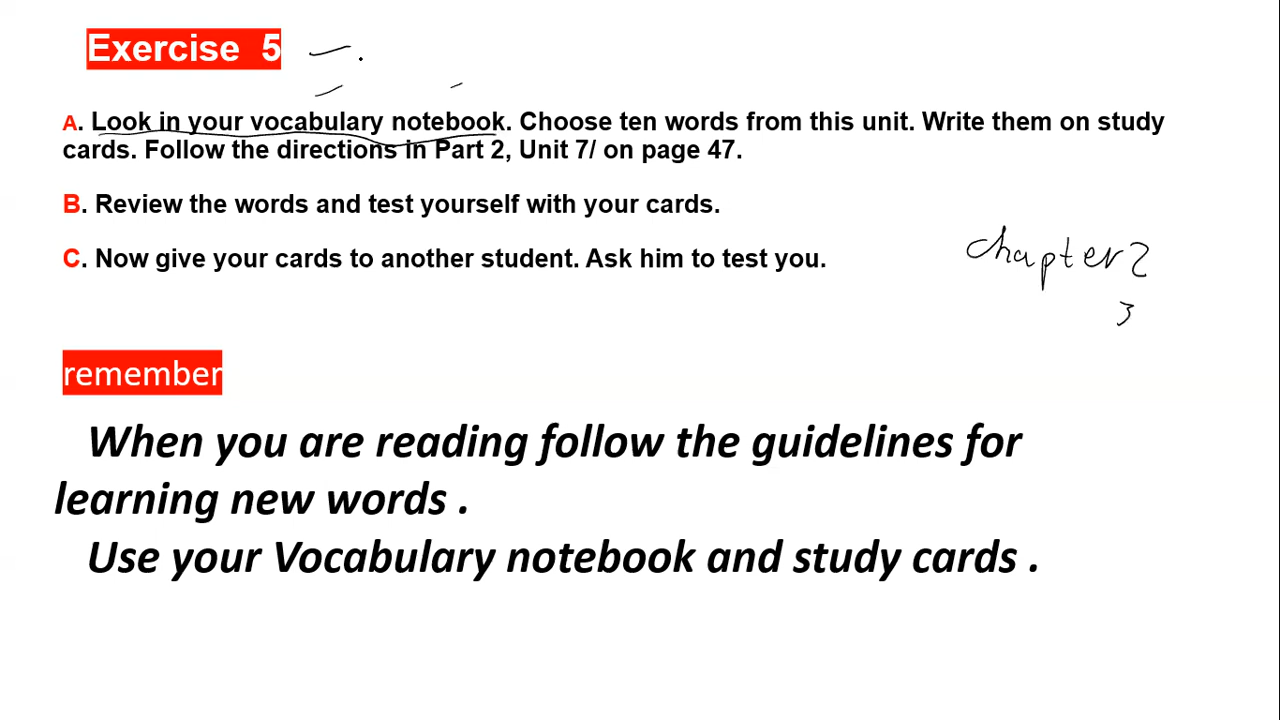 Exercise 5
A. Look in your vocabulary notebook. Choose ten words from this unit. Write them on study
cards. Follow the directions in Part 2, Unit 7/ on page 47.
B. Review the words and test yourself with your cards.
C. Now give your cards to another student. Ask him to test you.
chapter 2
3
remember
When you are reading follow the guidelines for
learning new words .
Use your Vocabulary notebook and study cards .